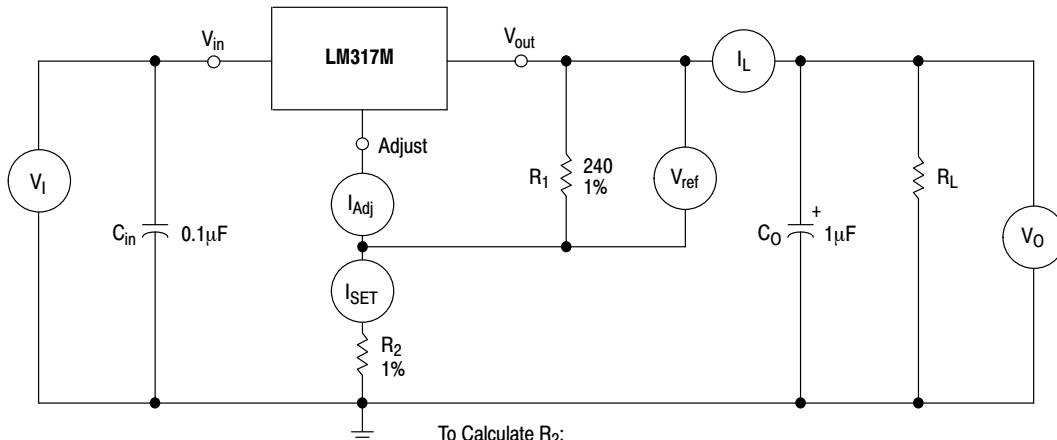 V_in
LM317M
V_out
I_L
Adjust
V_I
I_Adj
R_1
240
1%
V_ref
R_L
C_in
0.1μF
C_O
+
1μF
V_O
I_SET
R_2
1%
To Calculate R_2: